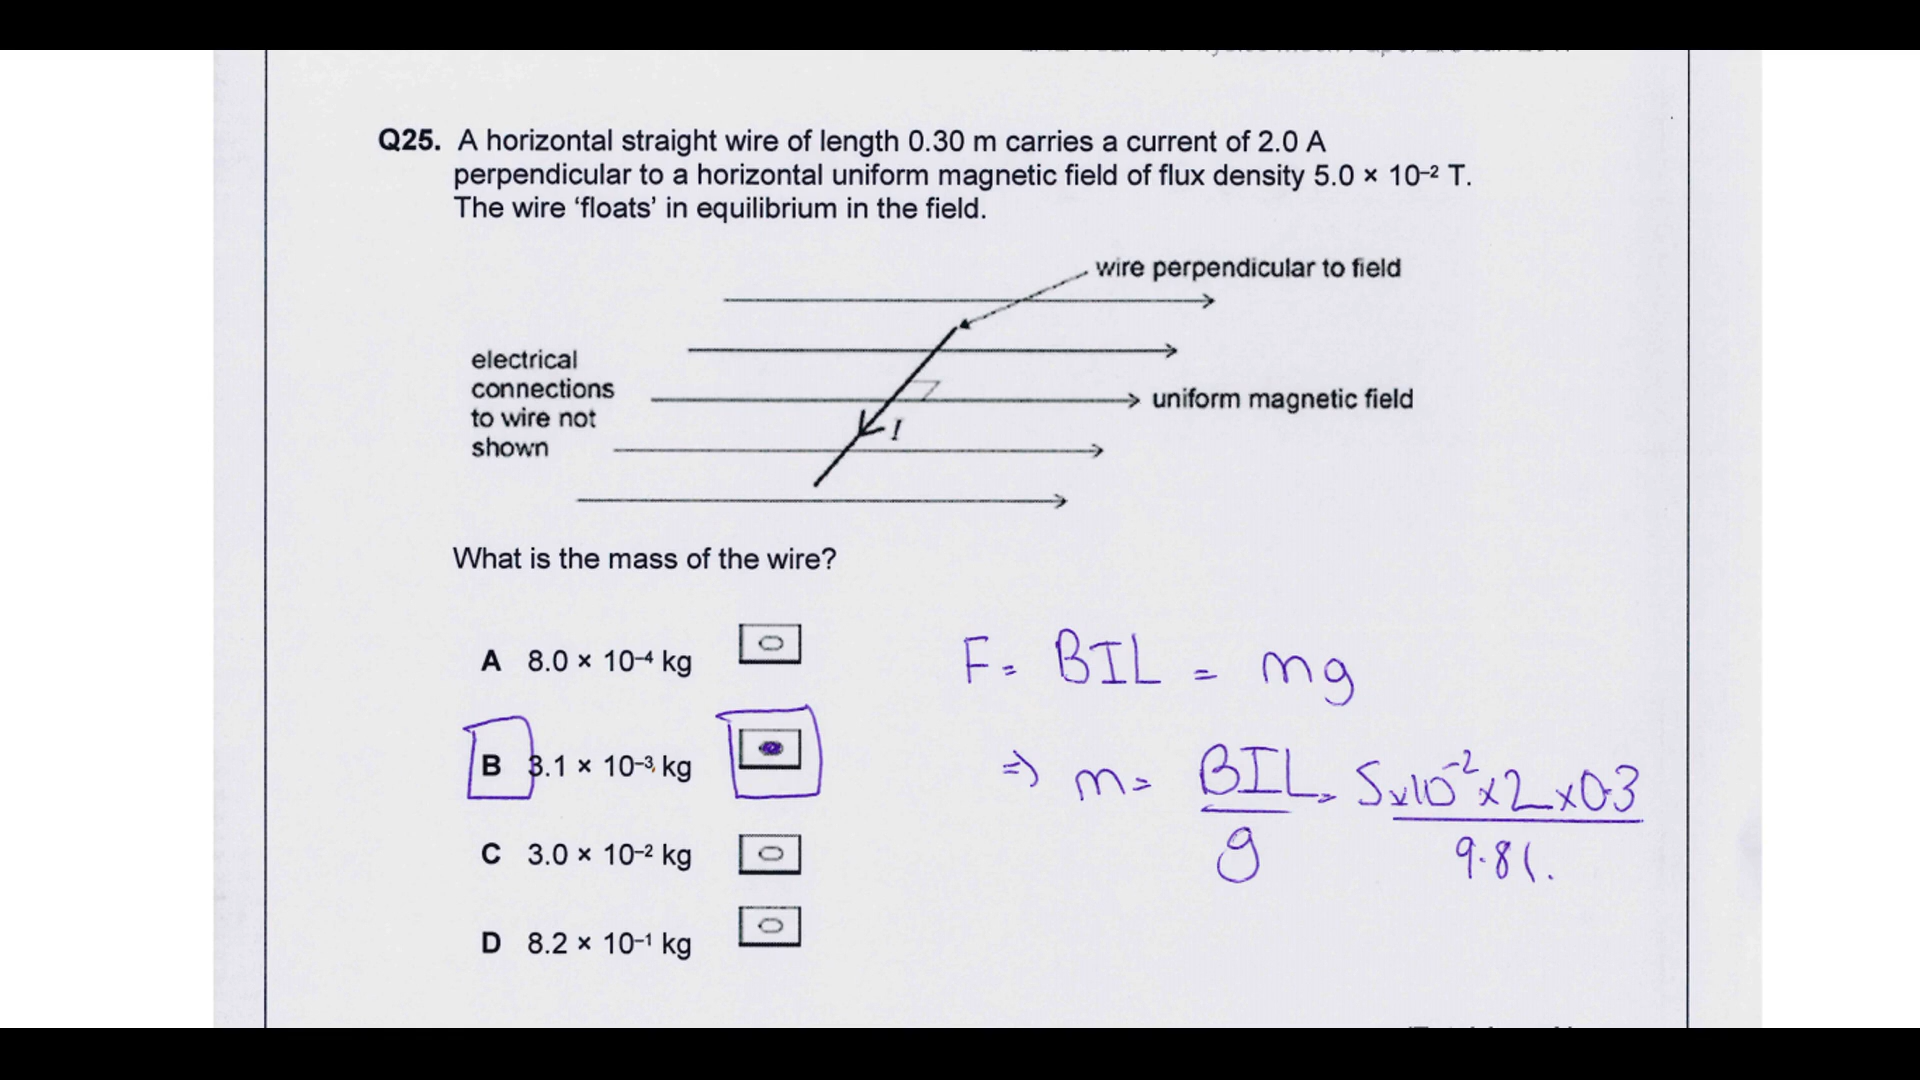 Q25. A horizontal straight wire of length 0.30 m carries a current of 2.0 A
perpendicular to a horizontal uniform magnetic field of flux density 5.0 × 10⁻² T.
The wire ‘floats’ in equilibrium in the field.
wire perpendicular to field
electrical
connections
to wire not
shown
uniform magnetic field
I
What is the mass of the wire?
A 8.0 × 10⁻⁴ kg
B 3.1 × 10⁻³ kg
C 3.0 × 10⁻² kg
D 8.2 × 10⁻¹ kg
F = BIL = mg
⇒ m = BIL/g = 5×10⁻²×2×0.3/9.81.